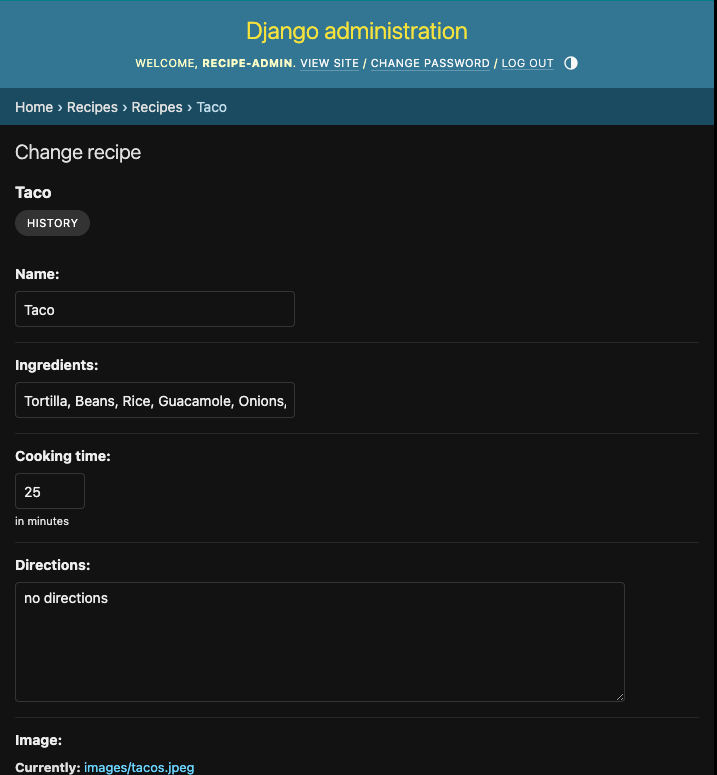 Django administration
WELCOME, RECIPE-ADMIN. VIEW SITE / CHANGE PASSWORD / LOG OUT
Home › Recipes › Recipes › Taco
Change recipe
Taco
HISTORY
Name:
Taco
Ingredients:
Tortilla, Beans, Rice, Guacamole, Onions,
Cooking time:
25
in minutes
Directions:
no directions
Image:
Currently: images/tacos.jpeg